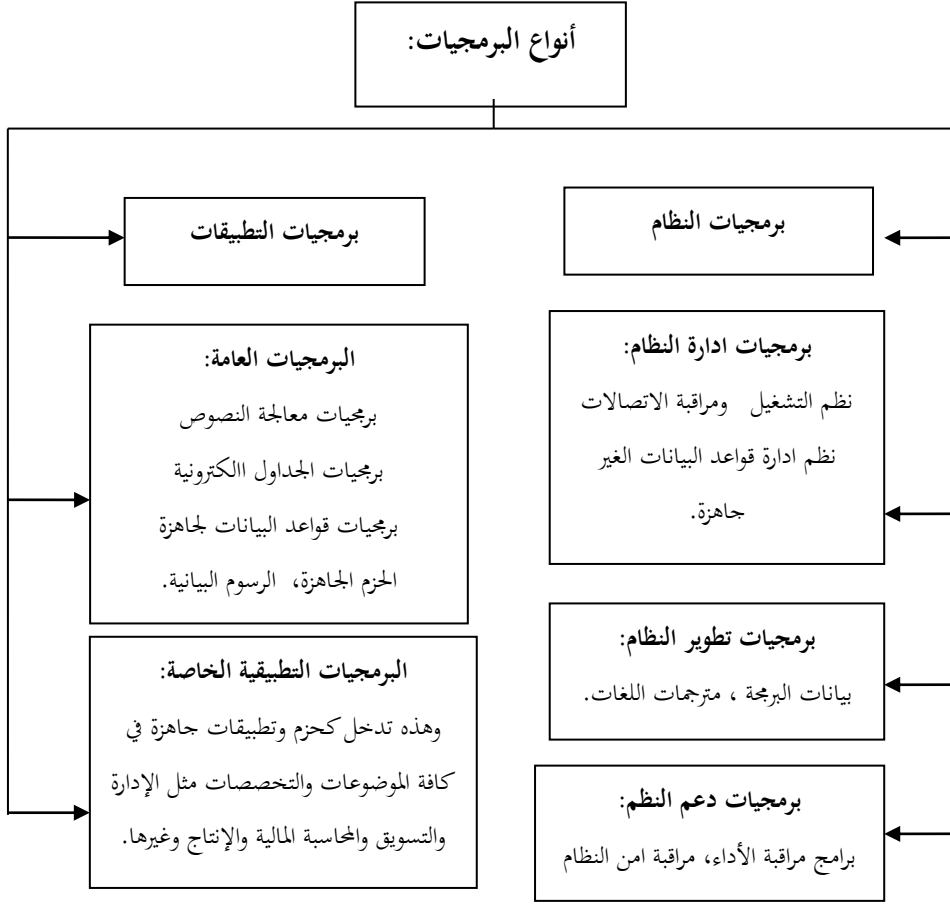 أنواع البرمجيات:
برمجيات النظام
برمجيات ادارة النظام:
نظم التشغيل ومراقبة الاتصالات
نظم ادارة قواعد البيانات الغير
جاهزة.
برمجيات تطوير النظام:
بيانات البرمجة ، مترجمات اللغات.
برمجيات دعم النظم:
برامج مراقبة الأداء، مراقبة امن النظام
برمجيات التطبيقات
البرمجيات العامة:
برمجيات معالجة النصوص
برمجيات الجداول االكترونية
برمجيات قواعد البيانات لجاهزة
الحزم الجاهزة، الرسوم البيانية.
البرمجيات التطبيقية الخاصة:
وهذه تدخل كحزم وتطبيقات جاهزة في
كافة الموضوعات والتخصصات مثل الإدارة
والتسويق والمحاسبة المالية والإنتاج وغيرها.